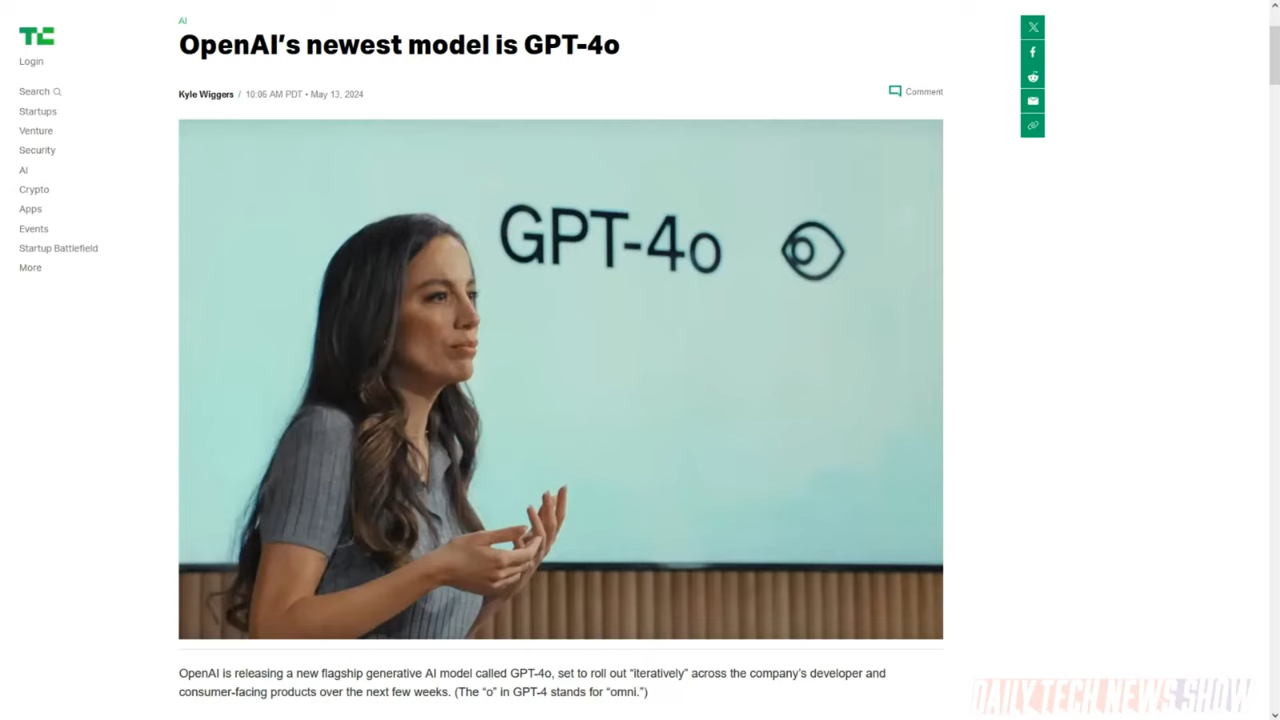 TC
Login
Search
Startups
Venture
Security
AI
Crypto
Apps
Events
Startup Battlefield
More
AI
OpenAI’s newest model is GPT-4o
Kyle Wiggers / 10:06 AM PDT • May 13, 2024
Comment
GPT-4o
OpenAI is releasing a new flagship generative AI model called GPT-4o, set to roll out “iteratively” across the company’s developer and
consumer-facing products over the next few weeks. (The “o” in GPT-4 stands for “omni.”)
DAILY TECH NEWS SHOW